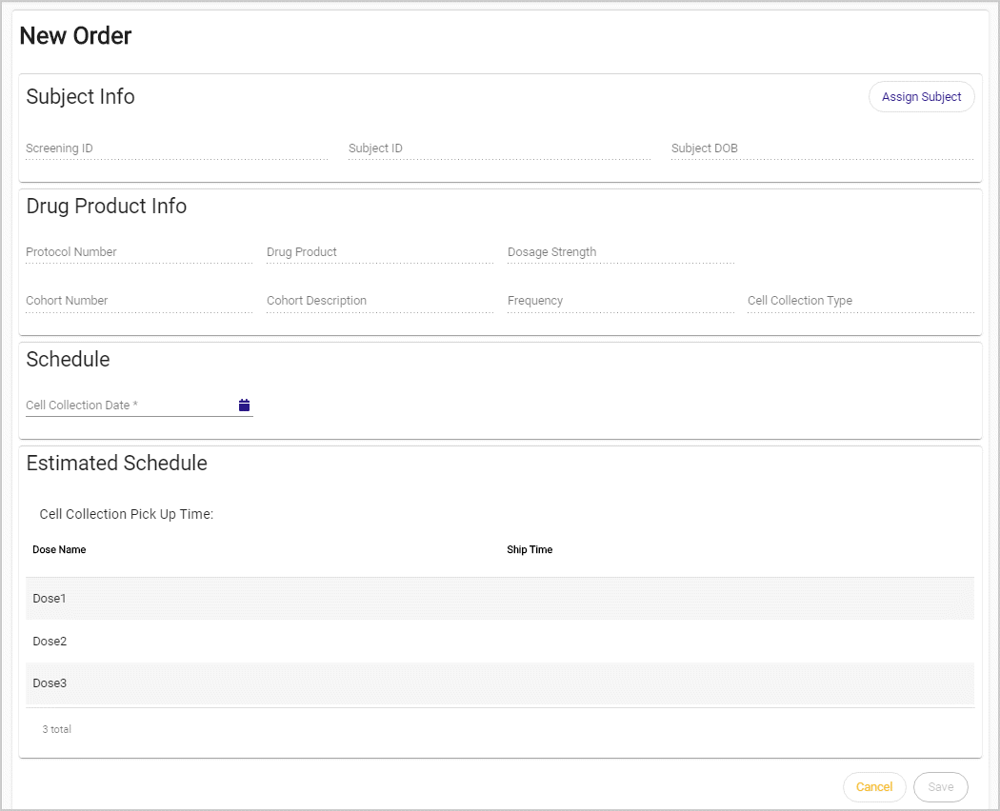 New Order
Subject Info
Assign Subject
Screening ID
Subject ID
Subject DOB
Drug Product Info
Protocol Number
Drug Product
Dosage Strength
Cohort Number
Cohort Description
Frequency
Cell Collection Type
Schedule
Cell Collection Date *
Estimated Schedule
Cell Collection Pick Up Time:
Dose Name
Ship Time
Dose1
Dose2
Dose3
3 total
Cancel
Save